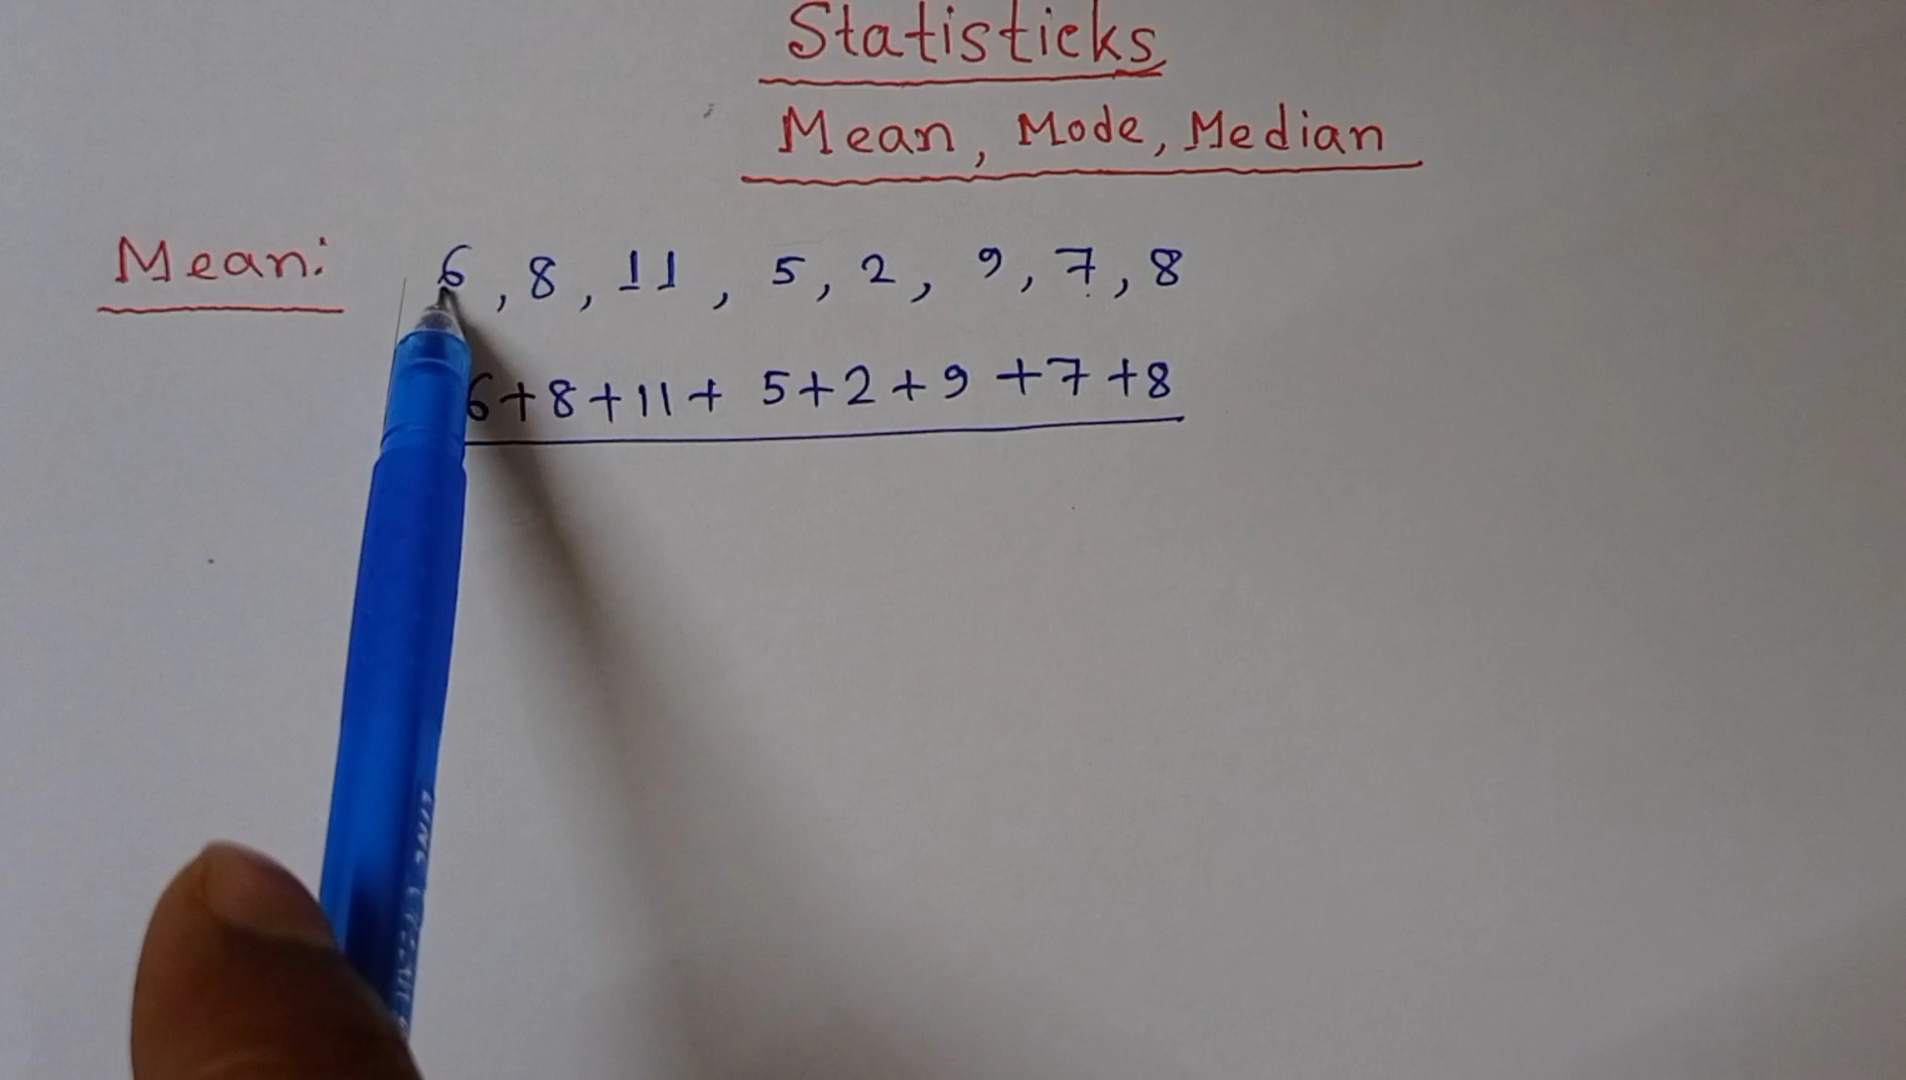 Statisticks
Mean, Mode, Median
Mean: 6, 8, 11, 5, 2, 9, 7, 8
6+8+11+ 5+2+9+7+8